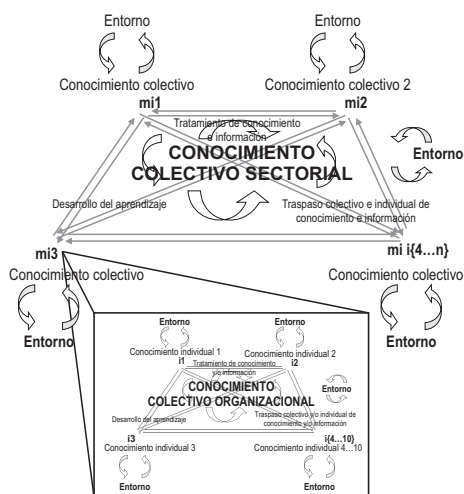 Entorno
Entorno
Conocimiento colectivo
mi1
Conocimiento colectivo 2
mi2
Tratamiento de conocimiento
e información
CONOCIMIENTO
COLECTIVO SECTORIAL
Entorno
Desarrollo del aprendizaje
Traspaso colectivo e individual de
conocimiento e información
mi3
mi i{4...n}
Conocimiento colectivo
Conocimiento colectivo
Entorno
Entorno
Entorno
Entorno
Conocimiento individual 1
i1
Conocimiento individual 2
i2
Tratamiento de conocimiento
y/o información
CONOCIMIENTO
COLECTIVO ORGANIZACIONAL
Entorno
Desarrollo del aprendizaje
Traspaso colectivo y/o individual de
conocimiento y/o información
i3
i{4...10}
Conocimiento individual 3
Conocimiento individual 4...10
Entorno
Entorno